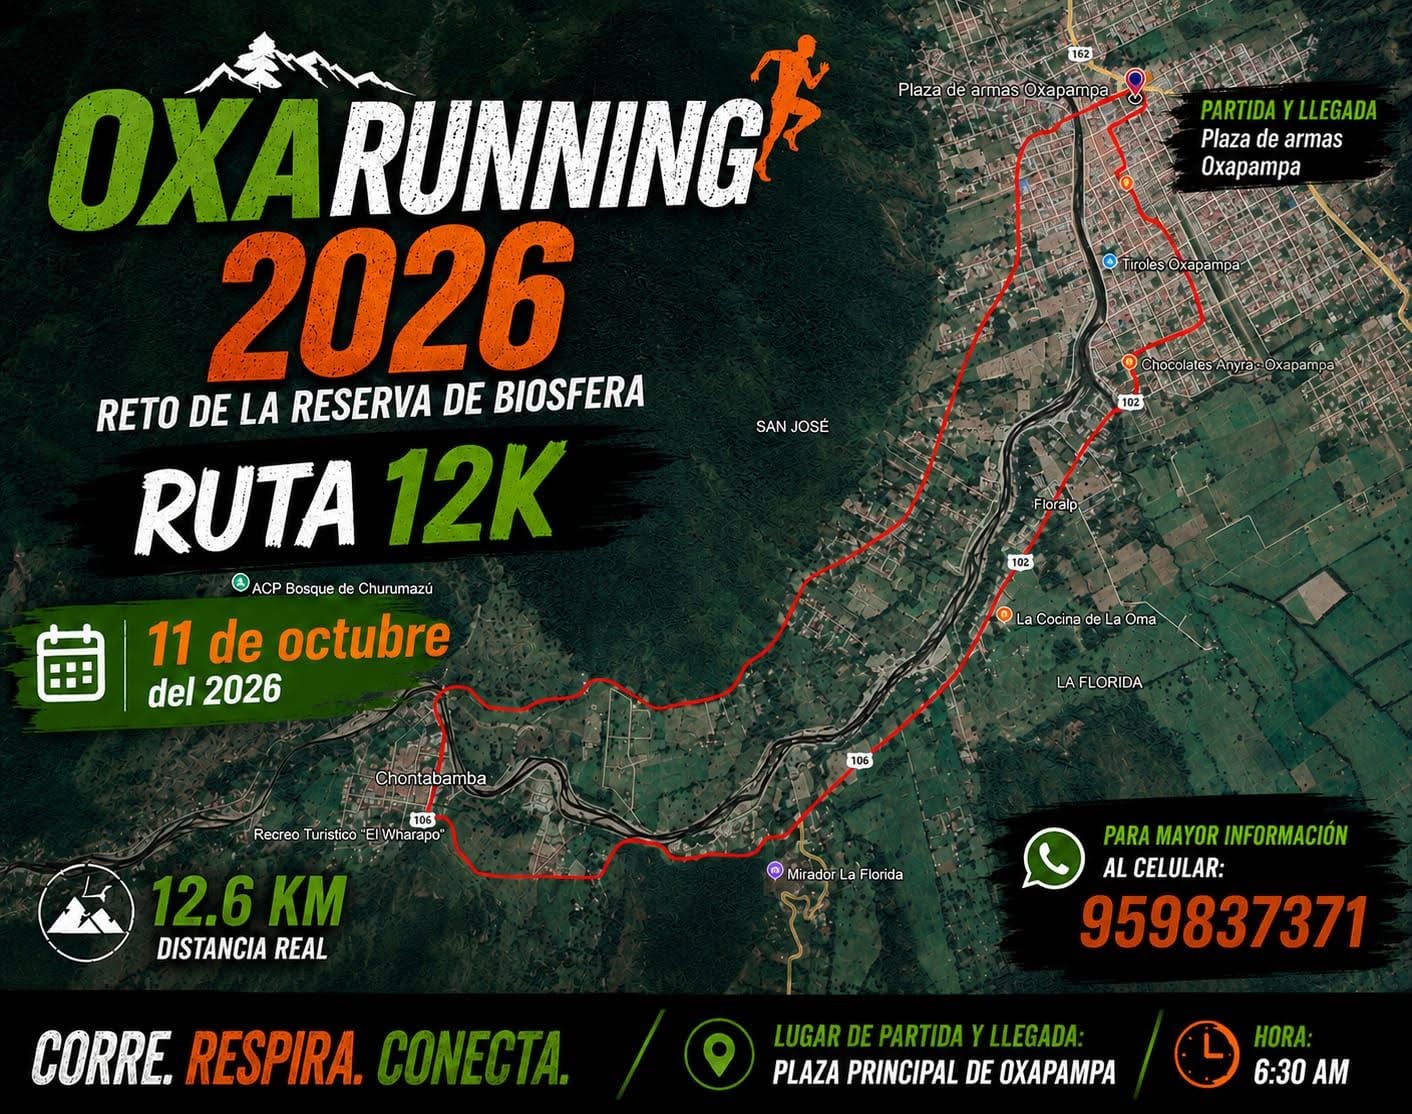 OXARUNNING
2026
RETO DE LA RESERVA DE BIOSFERA
RUTA 12K
ACP Bosque de Churumazú
11 de octubre
del 2026
162
Plaza de armas Oxapampa
PARTIDA Y LLEGADA
Plaza de armas
Oxapampa
Tiroles Oxapampa
Chocolates Anyra - Oxapampa
102
SAN JOSÉ
Floralp
102
La Cocina de La Oma
LA FLORIDA
106
Chontabamba
106
Recreo Turistico "El Wharapo"
Mirador La Florida
12.6 KM
DISTANCIA REAL
PARA MAYOR INFORMACIÓN
AL CELULAR:
959837371
CORRE. RESPIRA. CONECTA.
LUGAR DE PARTIDA Y LLEGADA:
PLAZA PRINCIPAL DE OXAPAMPA
HORA:
6:30 AM